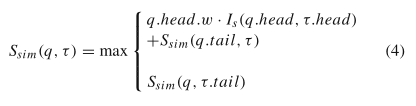 q.head.w · I_s(q.head, τ.head)
S_sim(q, τ) = max { +S_sim(q.tail, τ) (4)
S_sim(q, τ.tail)